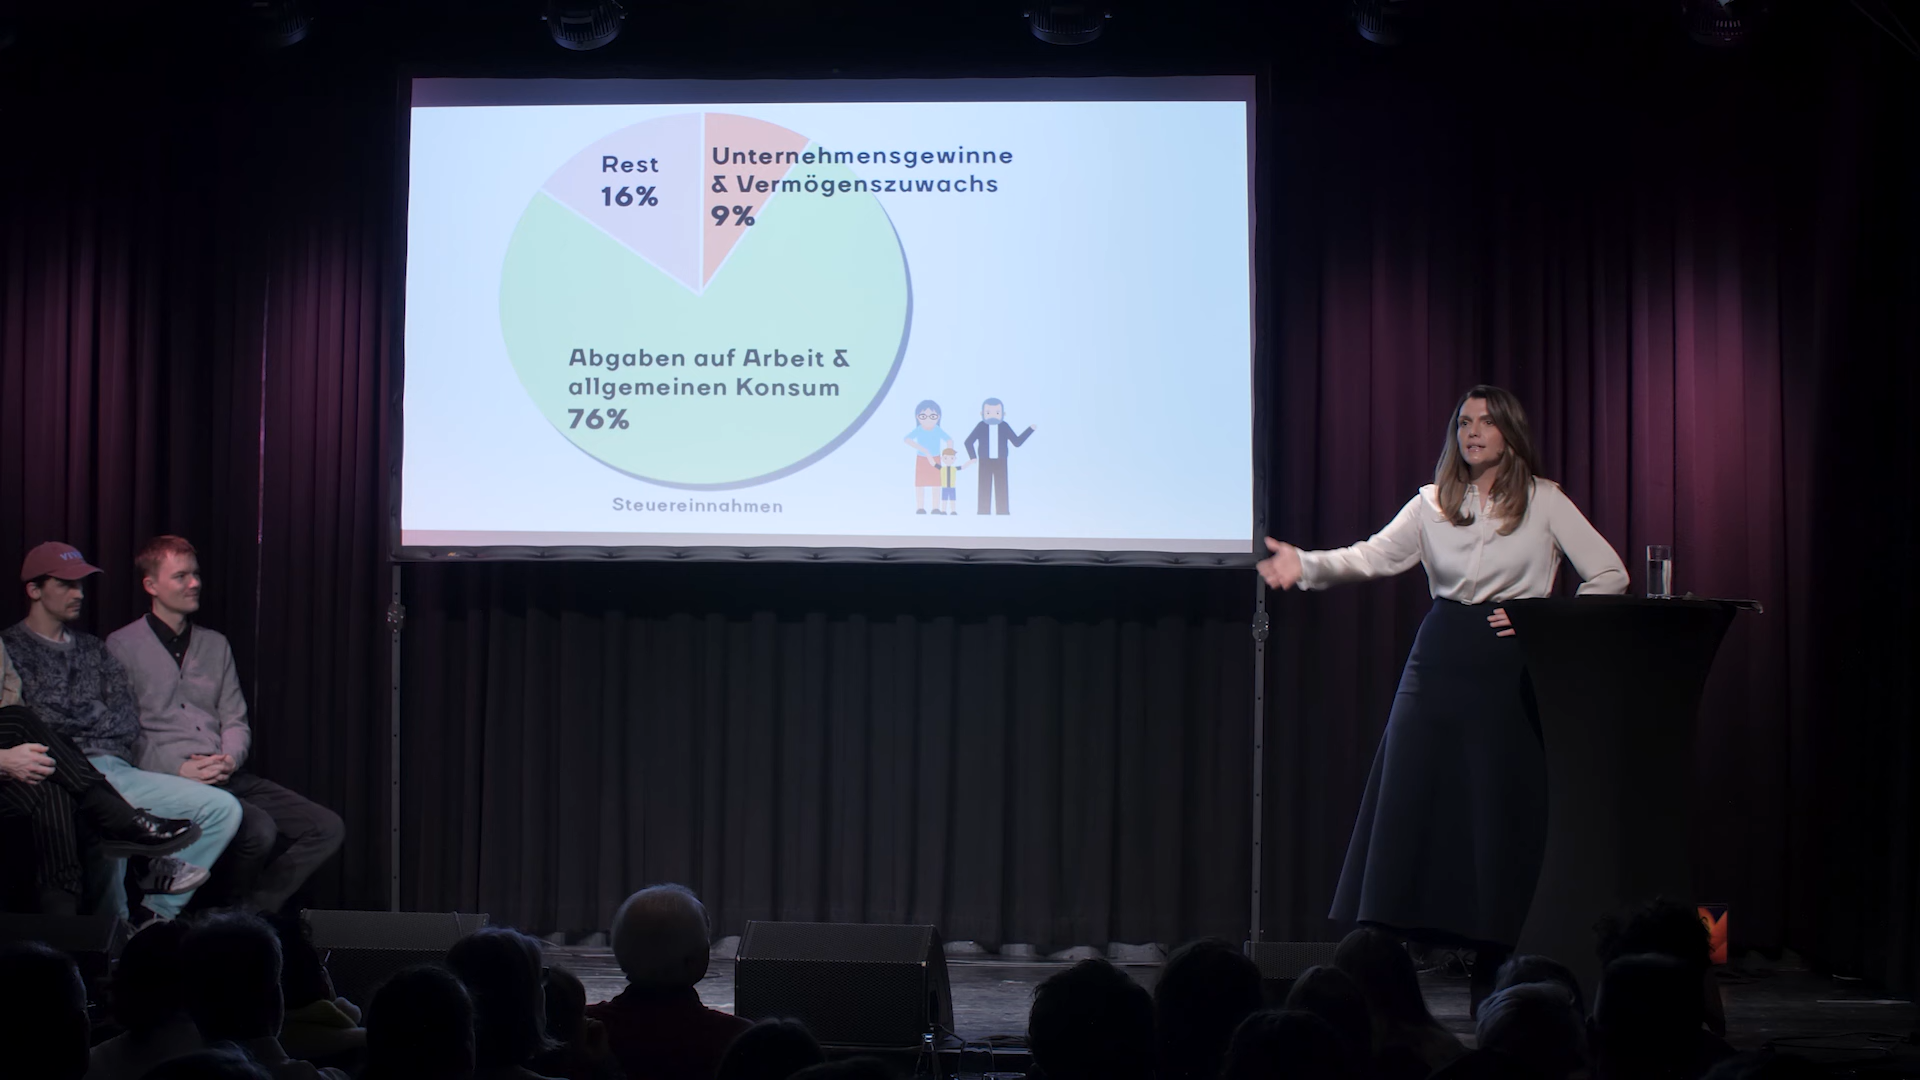 Rest
16%
Unternehmensgewinne
& Vermögenszuwachs
9%
Abgaben auf Arbeit &
allgemeinen Konsum
76%
Steuereinnahmen